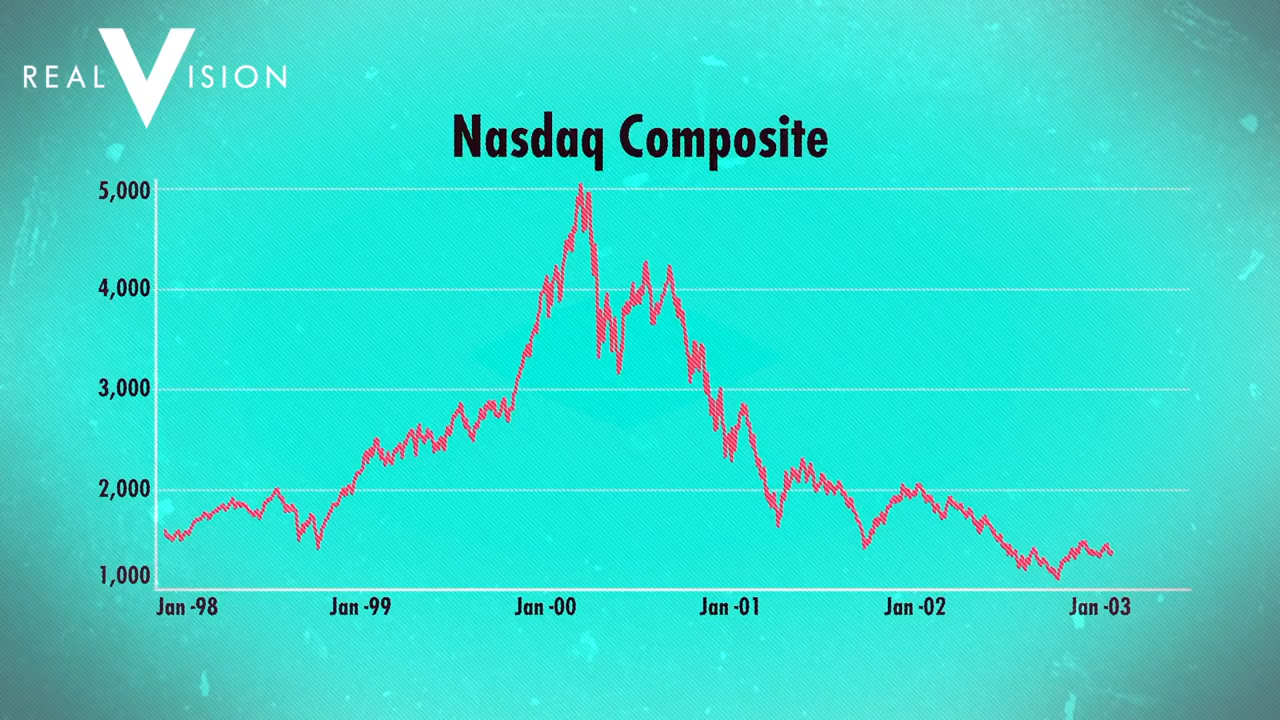 REAL VISION
Nasdaq Composite
5,000
4,000
3,000
2,000
1,000
Jan -98 Jan -99 Jan -00 Jan -01 Jan -02 Jan -03